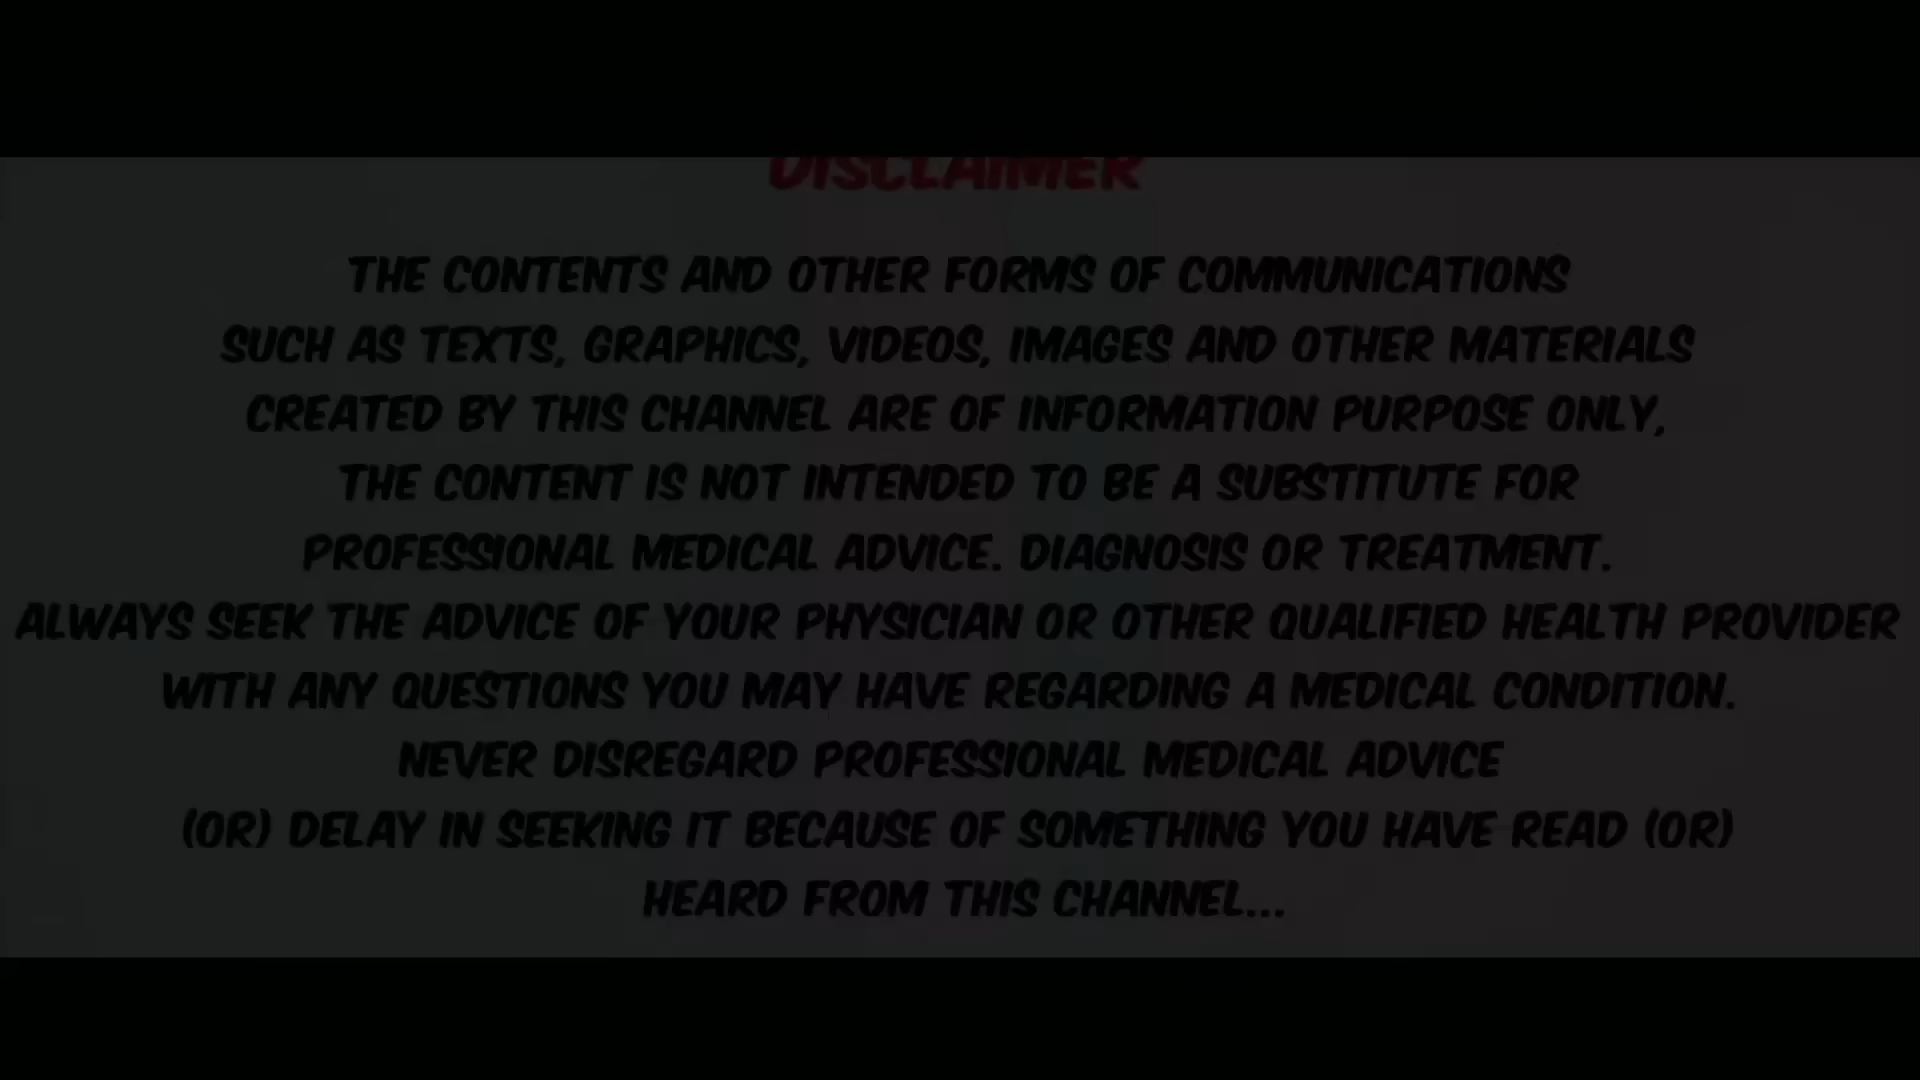 DISCLAIMER
THE CONTENTS AND OTHER FORMS OF COMMUNICATIONS
SUCH AS TEXTS, GRAPHICS, VIDEOS, IMAGES AND OTHER MATERIALS
CREATED BY THIS CHANNEL ARE OF INFORMATION PURPOSE ONLY,
THE CONTENT IS NOT INTENDED TO BE A SUBSTITUTE FOR
PROFESSIONAL MEDICAL ADVICE. DIAGNOSIS OR TREATMENT.
ALWAYS SEEK THE ADVICE OF YOUR PHYSICIAN OR OTHER QUALIFIED HEALTH PROVIDER
WITH ANY QUESTIONS YOU MAY HAVE REGARDING A MEDICAL CONDITION.
NEVER DISREGARD PROFESSIONAL MEDICAL ADVICE
(OR) DELAY IN SEEKING IT BECAUSE OF SOMETHING YOU HAVE READ (OR)
HEARD FROM THIS CHANNEL...